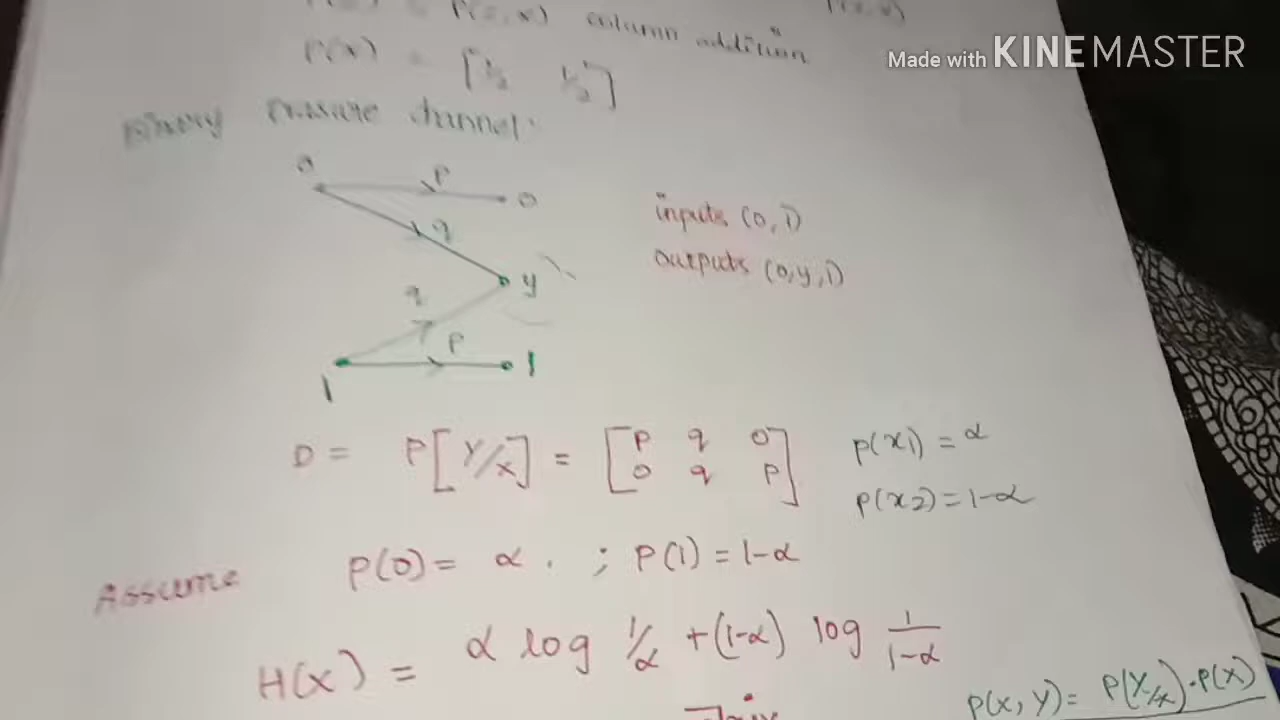 column addition
Made with KINEMASTER
P(X) = [1/2 1/2]
Binary Erasure channel:
0 P 0
q
y
q
P
1 1
inputs (0,1)
outputs (0,y,1)
D = P[Y/X] = [P q 0
0 q P]
P(x1) = α
P(x2) = 1-α
Assume P(0) = α . ; P(1) = 1-α
H(X) = α log 1/α + (1-α) log 1/1-α
P(X,Y) = P(Y/X)·P(X)